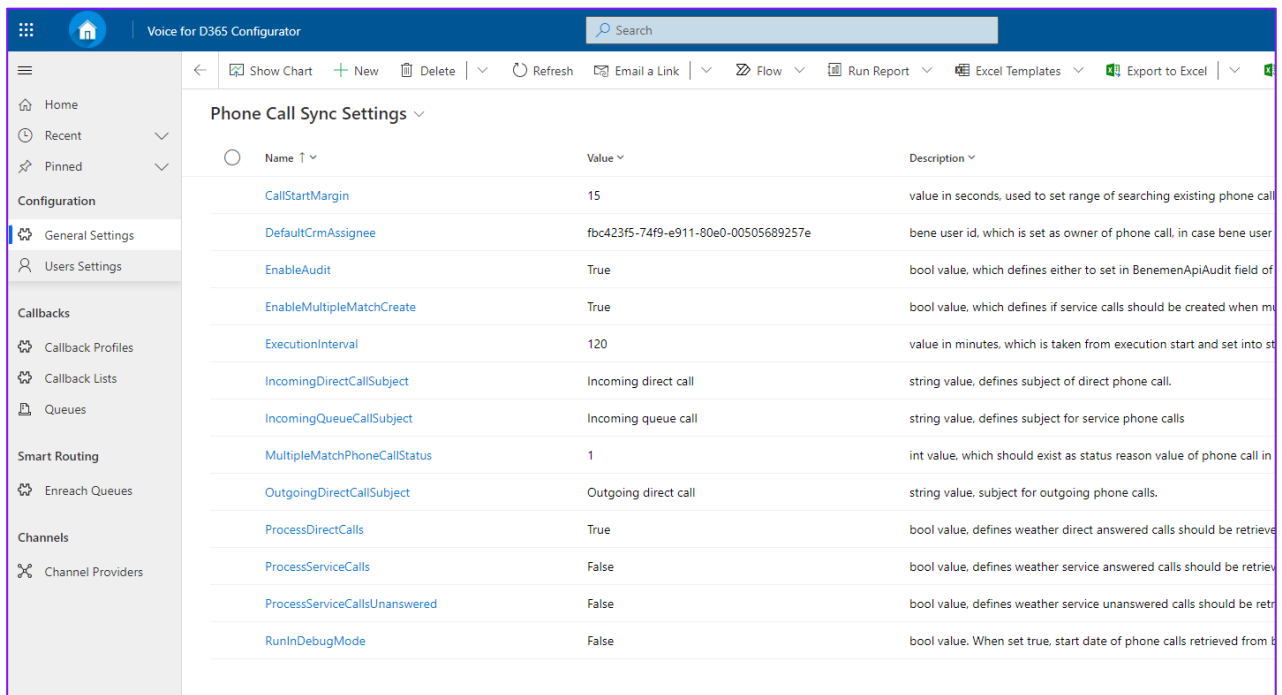 Voice for D365 Configurator
Search
Show Chart New Delete Refresh Email a Link Flow Run Report Excel Templates Export to Excel
Home
Recent
Pinned
Configuration
General Settings
Users Settings
Callbacks
Callback Profiles
Callback Lists
Queues
Smart Routing
Enreach Queues
Channels
Channel Providers
Phone Call Sync Settings
Name Value Description
CallStartMargin 15 value in seconds, used to set range of searching existing phone call
DefaultCrmAssignee fbc423f5-74f9-e911-80e0-00505689257e bene user id, which is set as owner of phone call, in case bene user
EnableAudit True bool value, which defines either to set in BenemenApiAudit field of
EnableMultipleMatchCreate True bool value, which defines if service calls should be created when mu
ExecutionInterval 120 value in minutes, which is taken from execution start and set into st
IncomingDirectCallSubject Incoming direct call string value, defines subject of direct phone call.
IncomingQueueCallSubject Incoming queue call string value, defines subject for service phone calls
MultipleMatchPhoneCallStatus 1 int value, which should exist as status reason value of phone call in
OutgoingDirectCallSubject Outgoing direct call string value, subject for outgoing phone calls.
ProcessDirectCalls True bool value, defines weather direct answered calls should be retrieve
ProcessServiceCalls False bool value, defines weather service answered calls should be retriev
ProcessServiceCallsUnanswered False bool value, defines weather service unanswered calls should be retr
RunInDebugMode False bool value. When set true, start date of phone calls retrieved from b